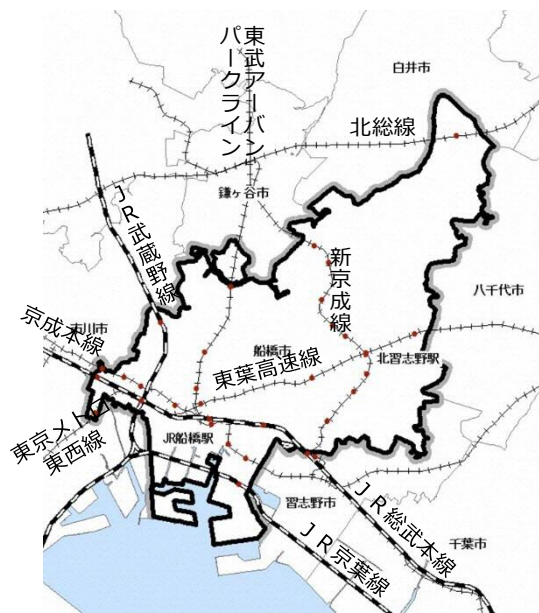 東武アーバン
パークライン
白井市
北総線
鎌ヶ谷市
JR武蔵野線
新京成線
八千代市
京成本線
市川市
船橋市
北習志野駅
東葉高速線
東京メトロ
東西線
JR船橋駅
習志野市
JR総武本線
千葉市
JR京葉線